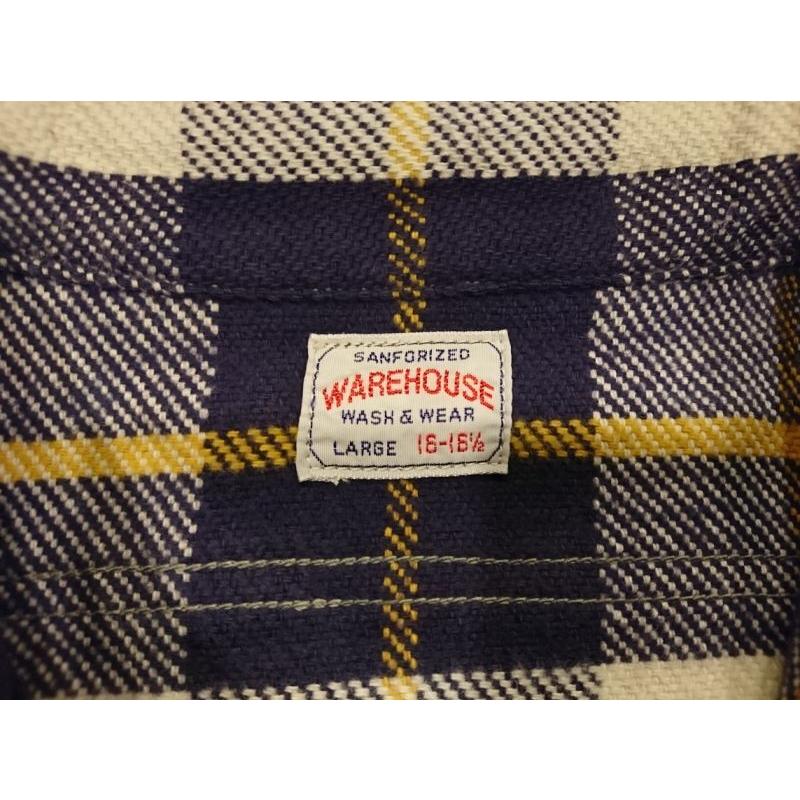 SANFORIZED
WAREHOUSE
WASH & WEAR
LARGE 16-16½